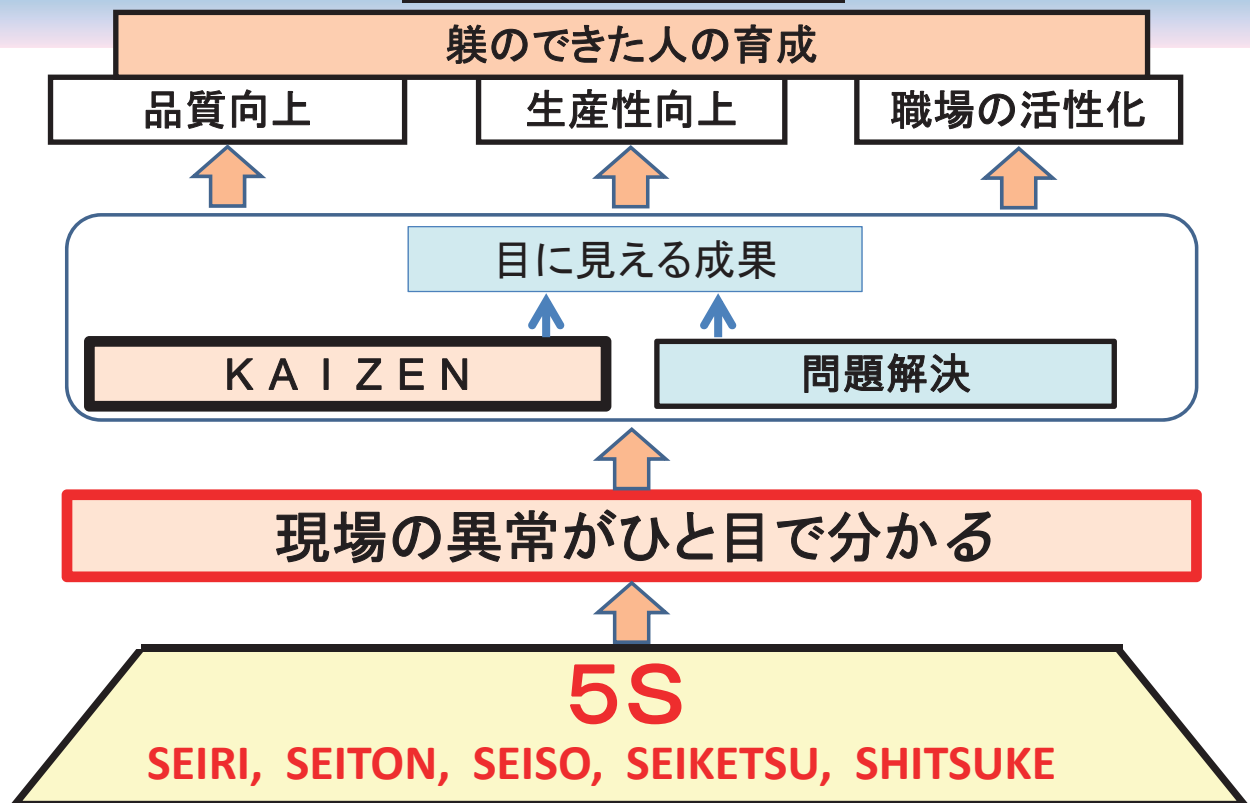 躾のできた人の育成
品質向上
生産性向上
職場の活性化
目に見える成果
ＫＡＩＺＥＮ
問題解決
現場の異常がひと目で分かる
５Ｓ
SEIRI, SEITON, SEISO, SEIKETSU, SHITSUKE